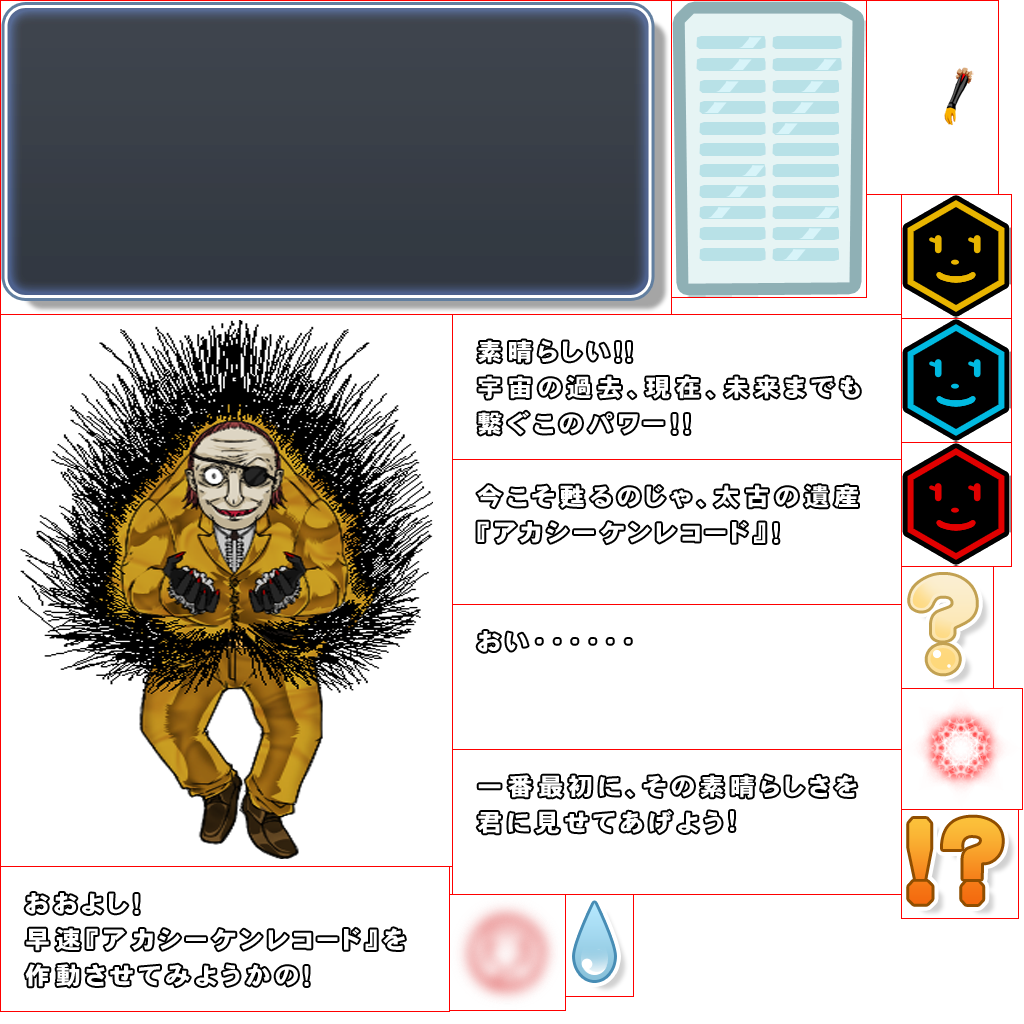 素晴らしい!!
宇宙の過去、現在、未来までも
繋ぐこのパワー!!
今こそ甦るのじゃ、太古の遺産
『アカシーケンレコード』!
おい・・・・・・
一番最初に、その素晴らしさを
君に見せてあげよう!
おおよし!
早速『アカシーケンレコード』を
作動させてみようかの!
!?
?